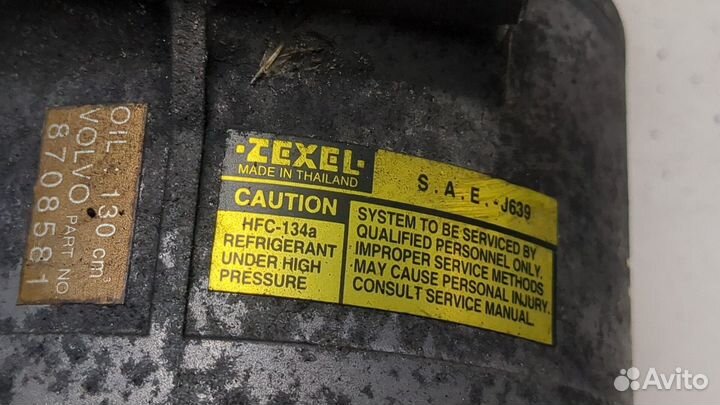 OIL : 130 cm³
VOLVO PART NO
8708581
·ZEXEL·
MADE IN THAILAND
S.A.E.-J639
CAUTION
HFC-134a
REFRIGERANT
UNDER HIGH
PRESSURE
SYSTEM TO BE SERVICED BY
QUALIFIED PERSONNEL ONLY.
IMPROPER SERVICE METHODS
MAY CAUSE PERSONAL INJURY.
CONSULT SERVICE MANUAL.
Avito